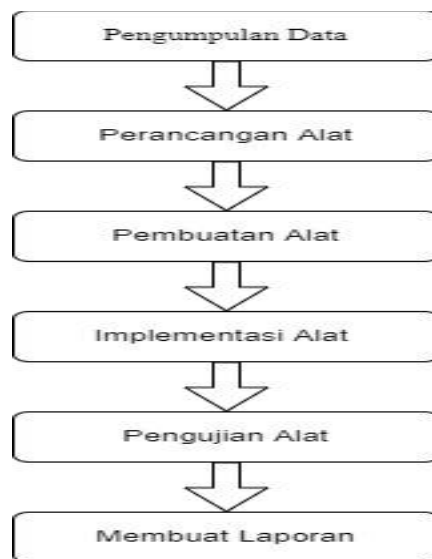 Pengumpulan Data
Perancangan Alat
Pembuatan Alat
Implementasi Alat
Pengujian Alat
Membuat Laporan